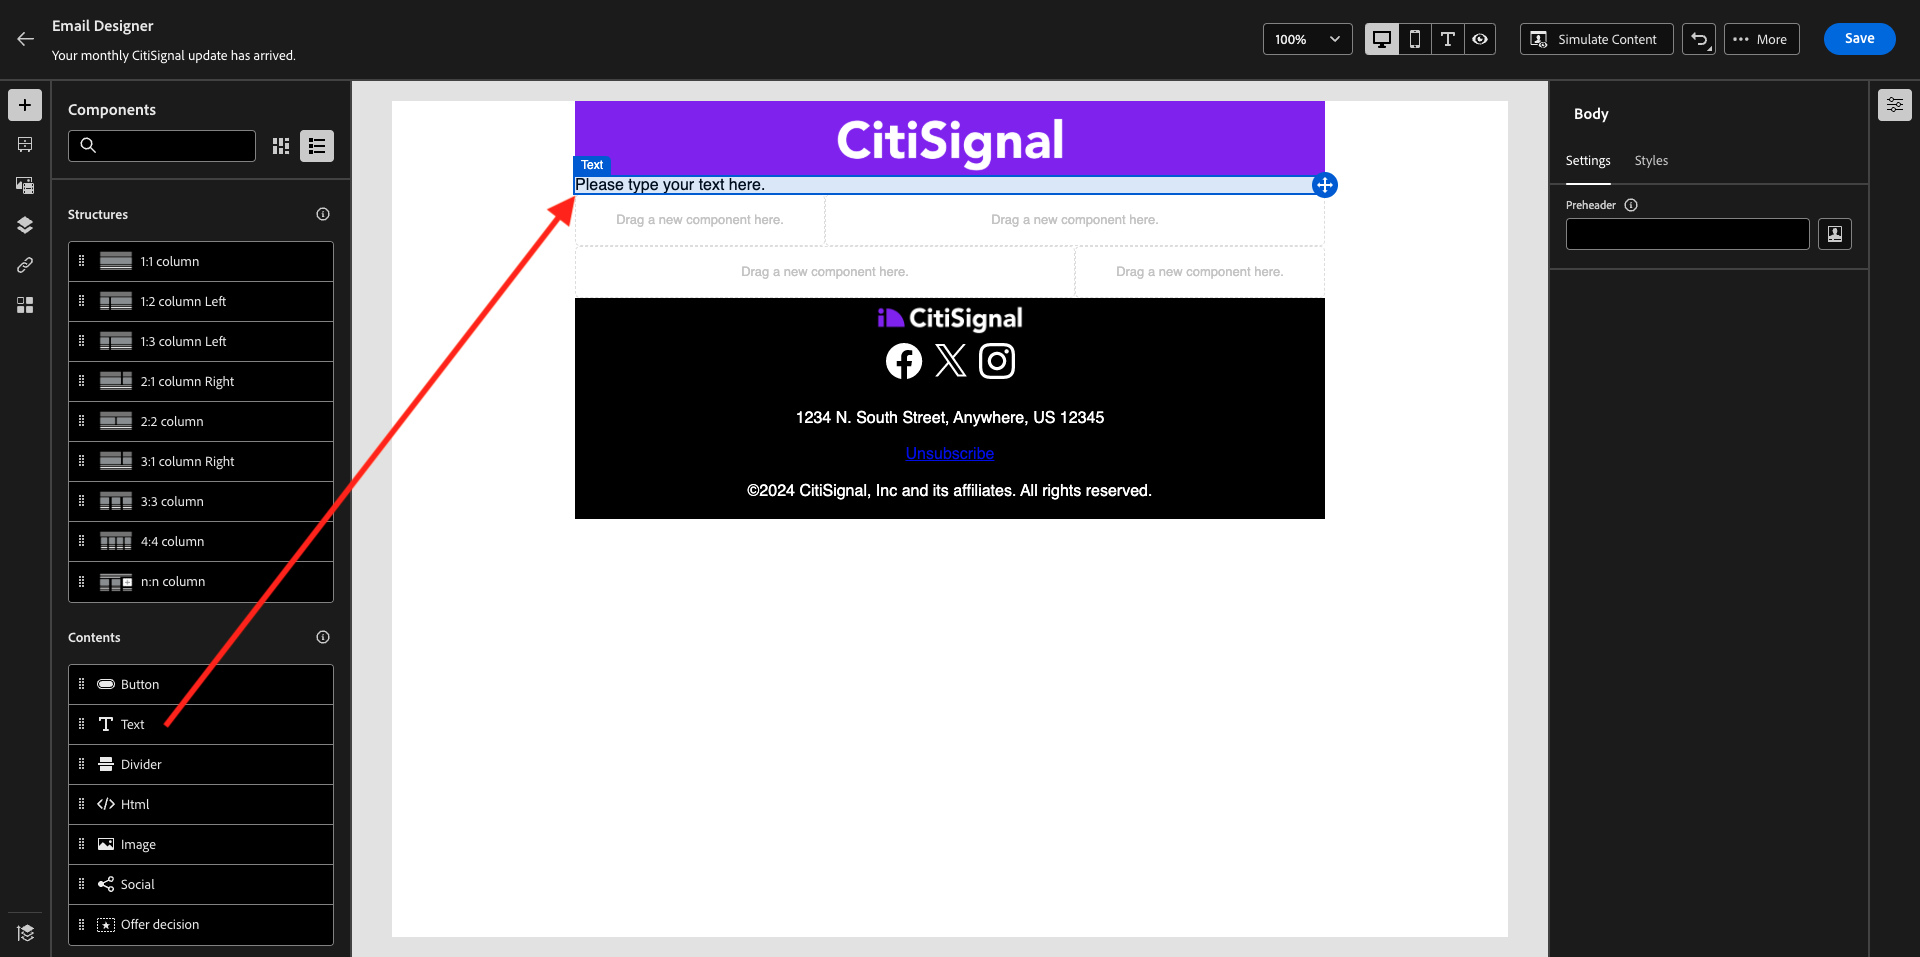 Email Designer
Your monthly CitiSignal update has arrived.
100%
Simulate Content
More
Save
Components
Structures
1:1 column
1:2 column Left
1:3 column Left
2:1 column Right
2:2 column
3:1 column Right
3:3 column
4:4 column
n:n column
Contents
Button
Text
Divider
Html
Image
Social
Offer decision
CitiSignal
Text
Please type your text here.
Drag a new component here.
Drag a new component here.
Drag a new component here.
Drag a new component here.
CitiSignal
1234 N. South Street, Anywhere, US 12345
Unsubscribe
©2024 CitiSignal, Inc and its affiliates. All rights reserved.
Body
Settings
Styles
Preheader